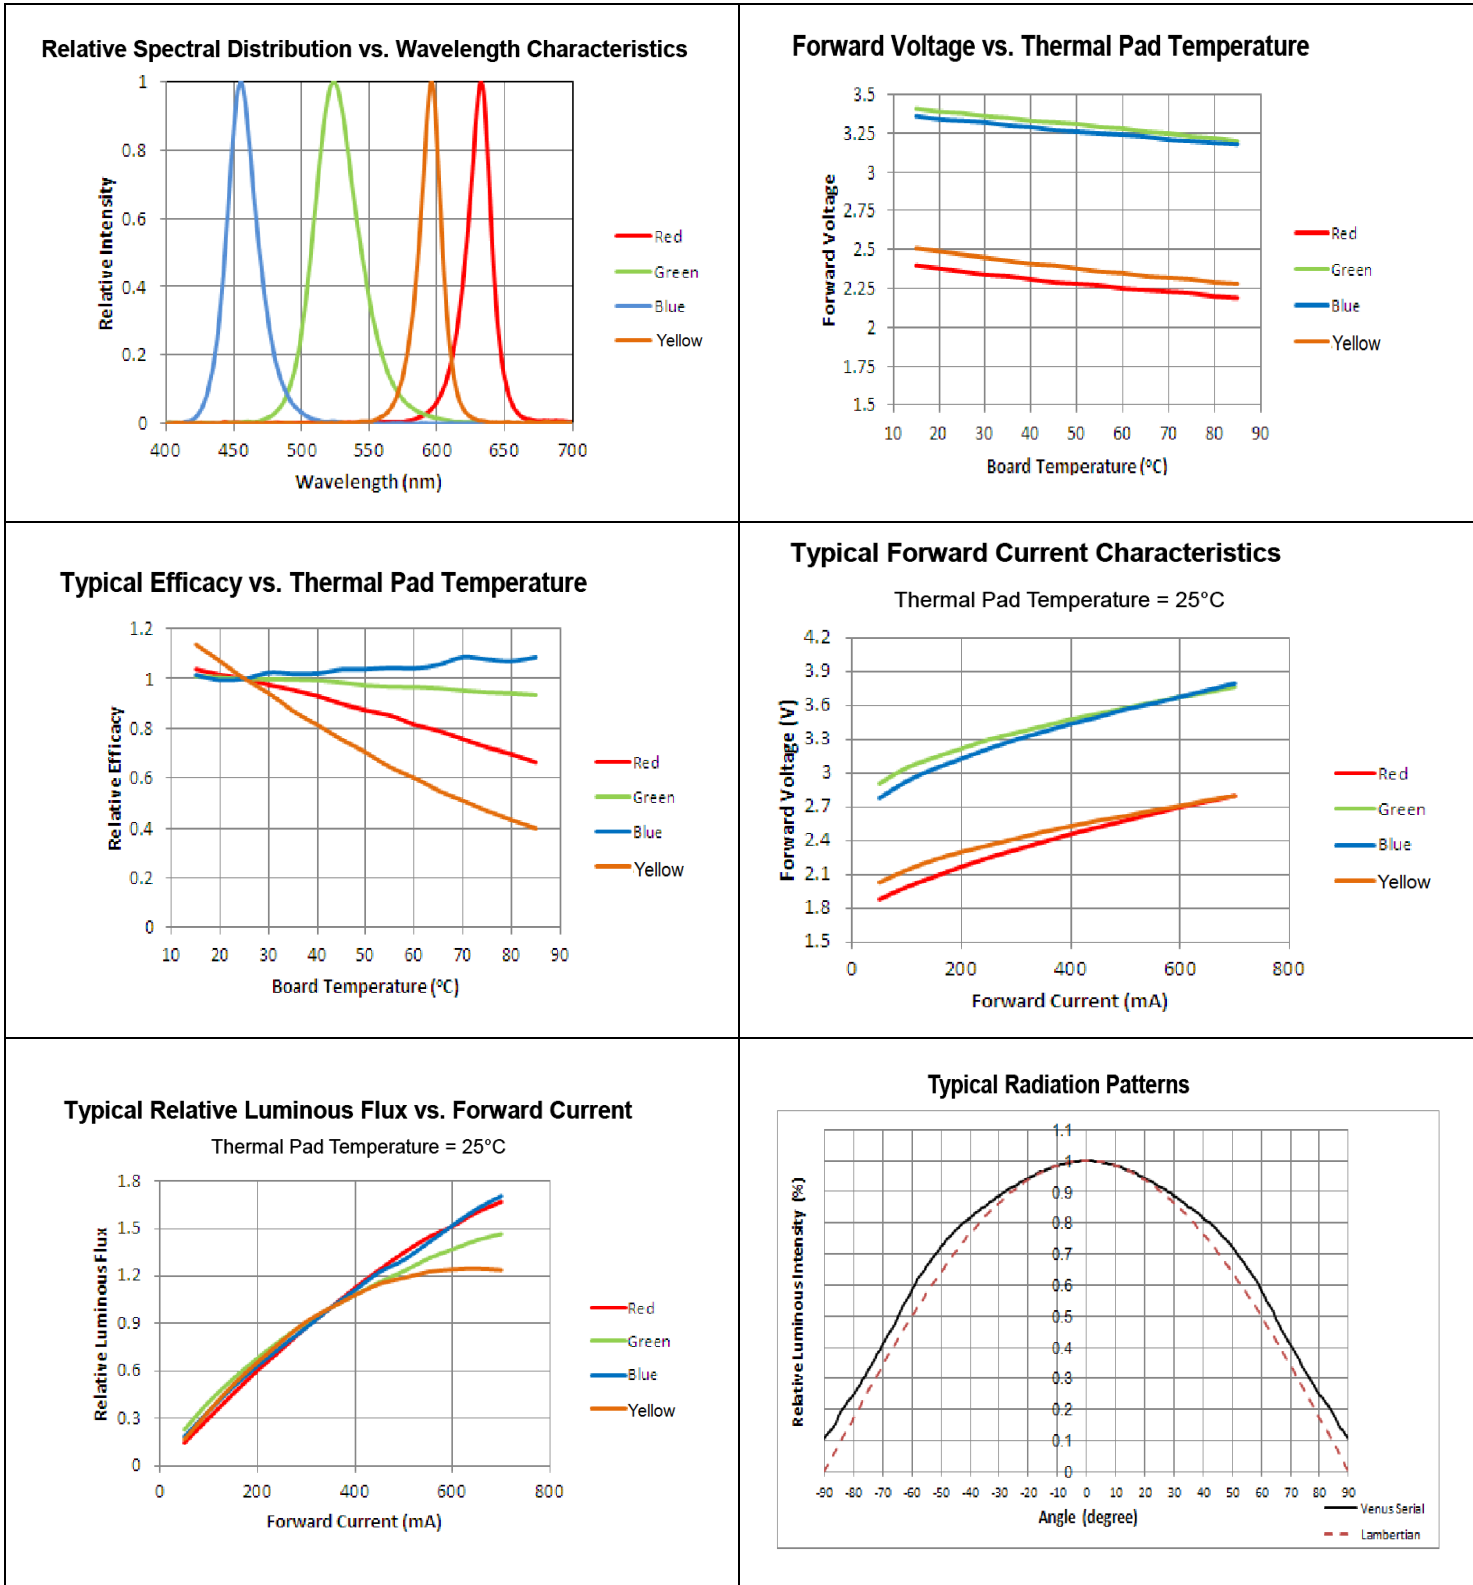 Relative Spectral Distribution vs. Wavelength Characteristics
1
0.8
0.6
0.4
0.2
0
Relative Intensity
400 450 500 550 600 650 700
Wavelength (nm)
Red
Green
Blue
Yellow
Forward Voltage vs. Thermal Pad Temperature
3.5
3.25
3
2.75
2.5
2.25
2
1.75
1.5
Forward Voltage
10 20 30 40 50 60 70 80 90
Board Temperature (°C)
Red
Green
Blue
Yellow
Typical Efficacy vs. Thermal Pad Temperature
1.2
1
0.8
0.6
0.4
0.2
0
Relative Efficacy
10 20 30 40 50 60 70 80 90
Board Temperature (°C)
Red
Green
Blue
Yellow
Typical Forward Current Characteristics
Thermal Pad Temperature = 25°C
4.2
3.9
3.6
3.3
3
2.7
2.4
2.1
1.8
1.5
Forward Voltage (V)
0 200 400 600 800
Forward Current (mA)
Red
Green
Blue
Yellow
Typical Relative Luminous Flux vs. Forward Current
Thermal Pad Temperature = 25°C
1.8
1.5
1.2
0.9
0.6
0.3
0
Relative Luminous Flux
0 200 400 600 800
Forward Current (mA)
Red
Green
Blue
Yellow
Typical Radiation Patterns
1.1
1
0.9
0.8
0.7
0.6
0.5
0.4
0.3
0.2
0.1
0
Relative Luminous Intensity (%)
-90 -80 -70 -60 -50 -40 -30 -20 -10 0 10 20 30 40 50 60 70 80 90
Angle (degree)
Venus Serial
Lambertian